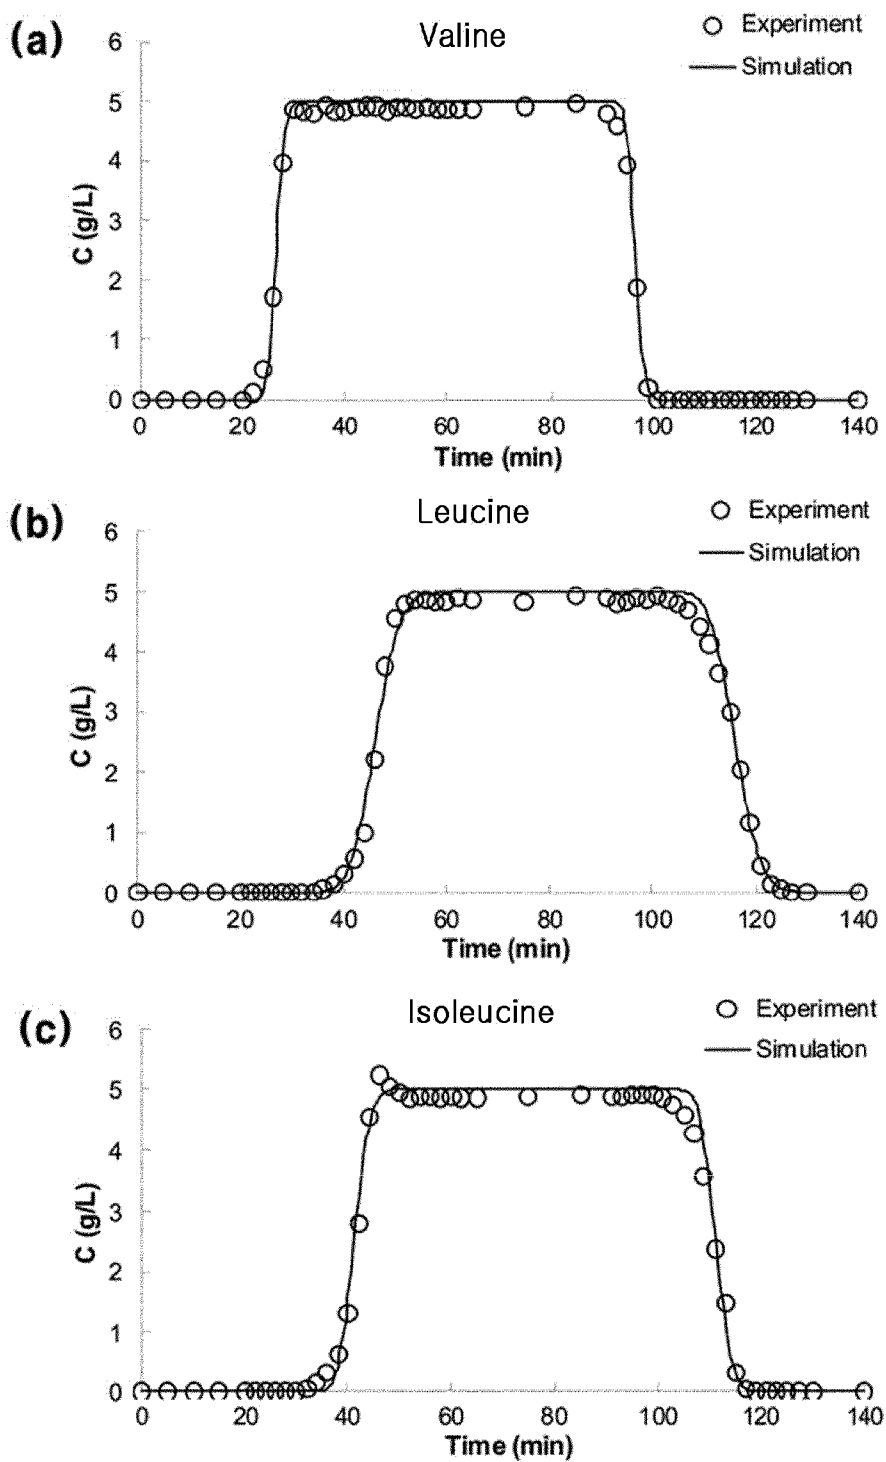 (a)
Valine
Experiment
Simulation
6
5
4
3
2
1
0
C (g/L)
0 20 40 60 80 100 120 140
Time (min)
(b)
Leucine
Experiment
Simulation
6
5
4
3
2
1
0
C (g/L)
0 20 40 60 80 100 120 140
Time (min)
(c)
Isoleucine
Experiment
Simulation
6
5
4
3
2
1
0
C (g/L)
0 20 40 60 80 100 120 140
Time (min)